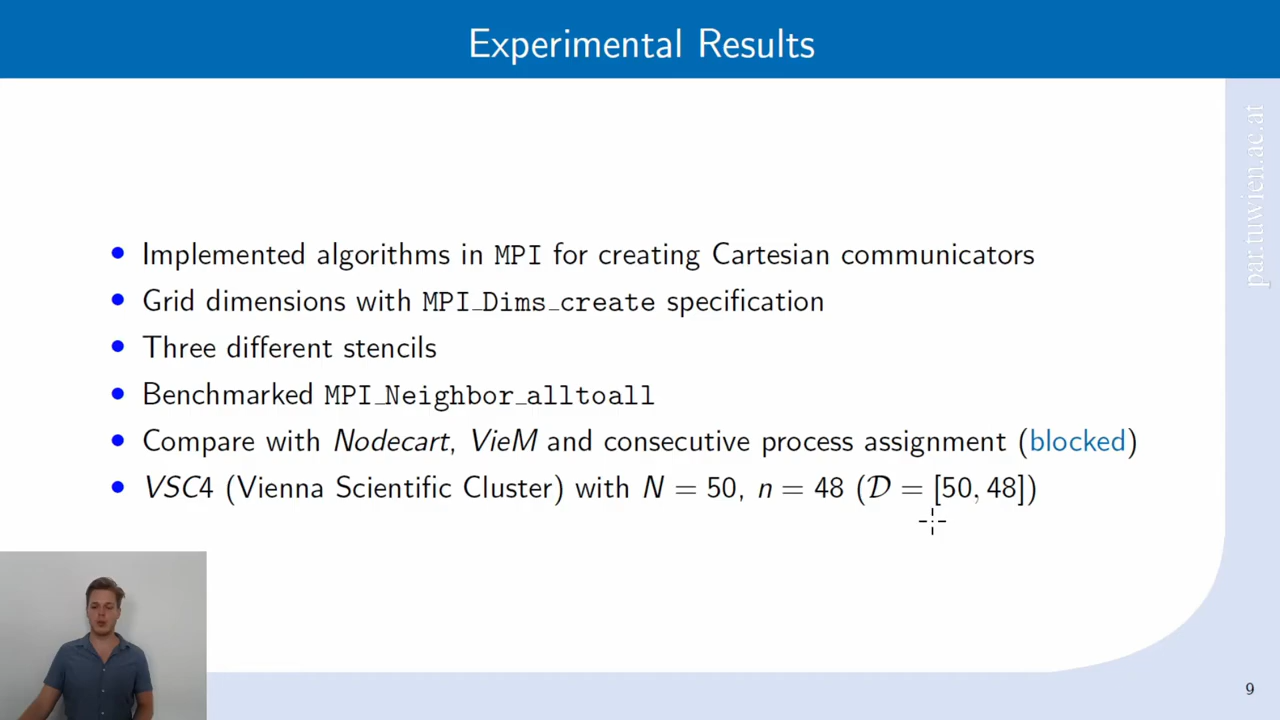 Experimental Results
par.tuwien.ac.at
• Implemented algorithms in MPI for creating Cartesian communicators
• Grid dimensions with MPI_Dims_create specification
• Three different stencils
• Benchmarked MPI_Neighbor_alltoall
• Compare with Nodecart, VieM and consecutive process assignment (blocked)
• VSC4 (Vienna Scientific Cluster) with N = 50, n = 48 (𝒟 = [50, 48])
9